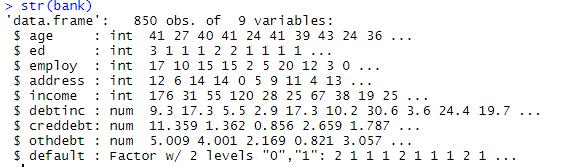 > str(bank)
'data.frame':   850 obs. of  9 variables:
 $ age     : int  41 27 40 41 24 41 39 43 24 36 ...
 $ ed      : int  3 1 1 1 2 2 1 1 1 1 ...
 $ employ  : int  17 10 15 15 2 5 20 12 3 0 ...
 $ address : int  12 6 14 14 0 5 9 11 4 13 ...
 $ income  : int  176 31 55 120 28 25 67 38 19 25 ...
 $ debtinc : num  9.3 17.3 5.5 2.9 17.3 10.2 30.6 3.6 24.4 19.7 ...
 $ creddebt: num  11.359 1.362 0.856 2.659 1.787 ...
 $ othdebt : num  5.009 4.001 2.169 0.821 3.057 ...
 $ default : Factor w/ 2 levels "0","1": 2 1 1 1 2 1 1 1 2 1 ...